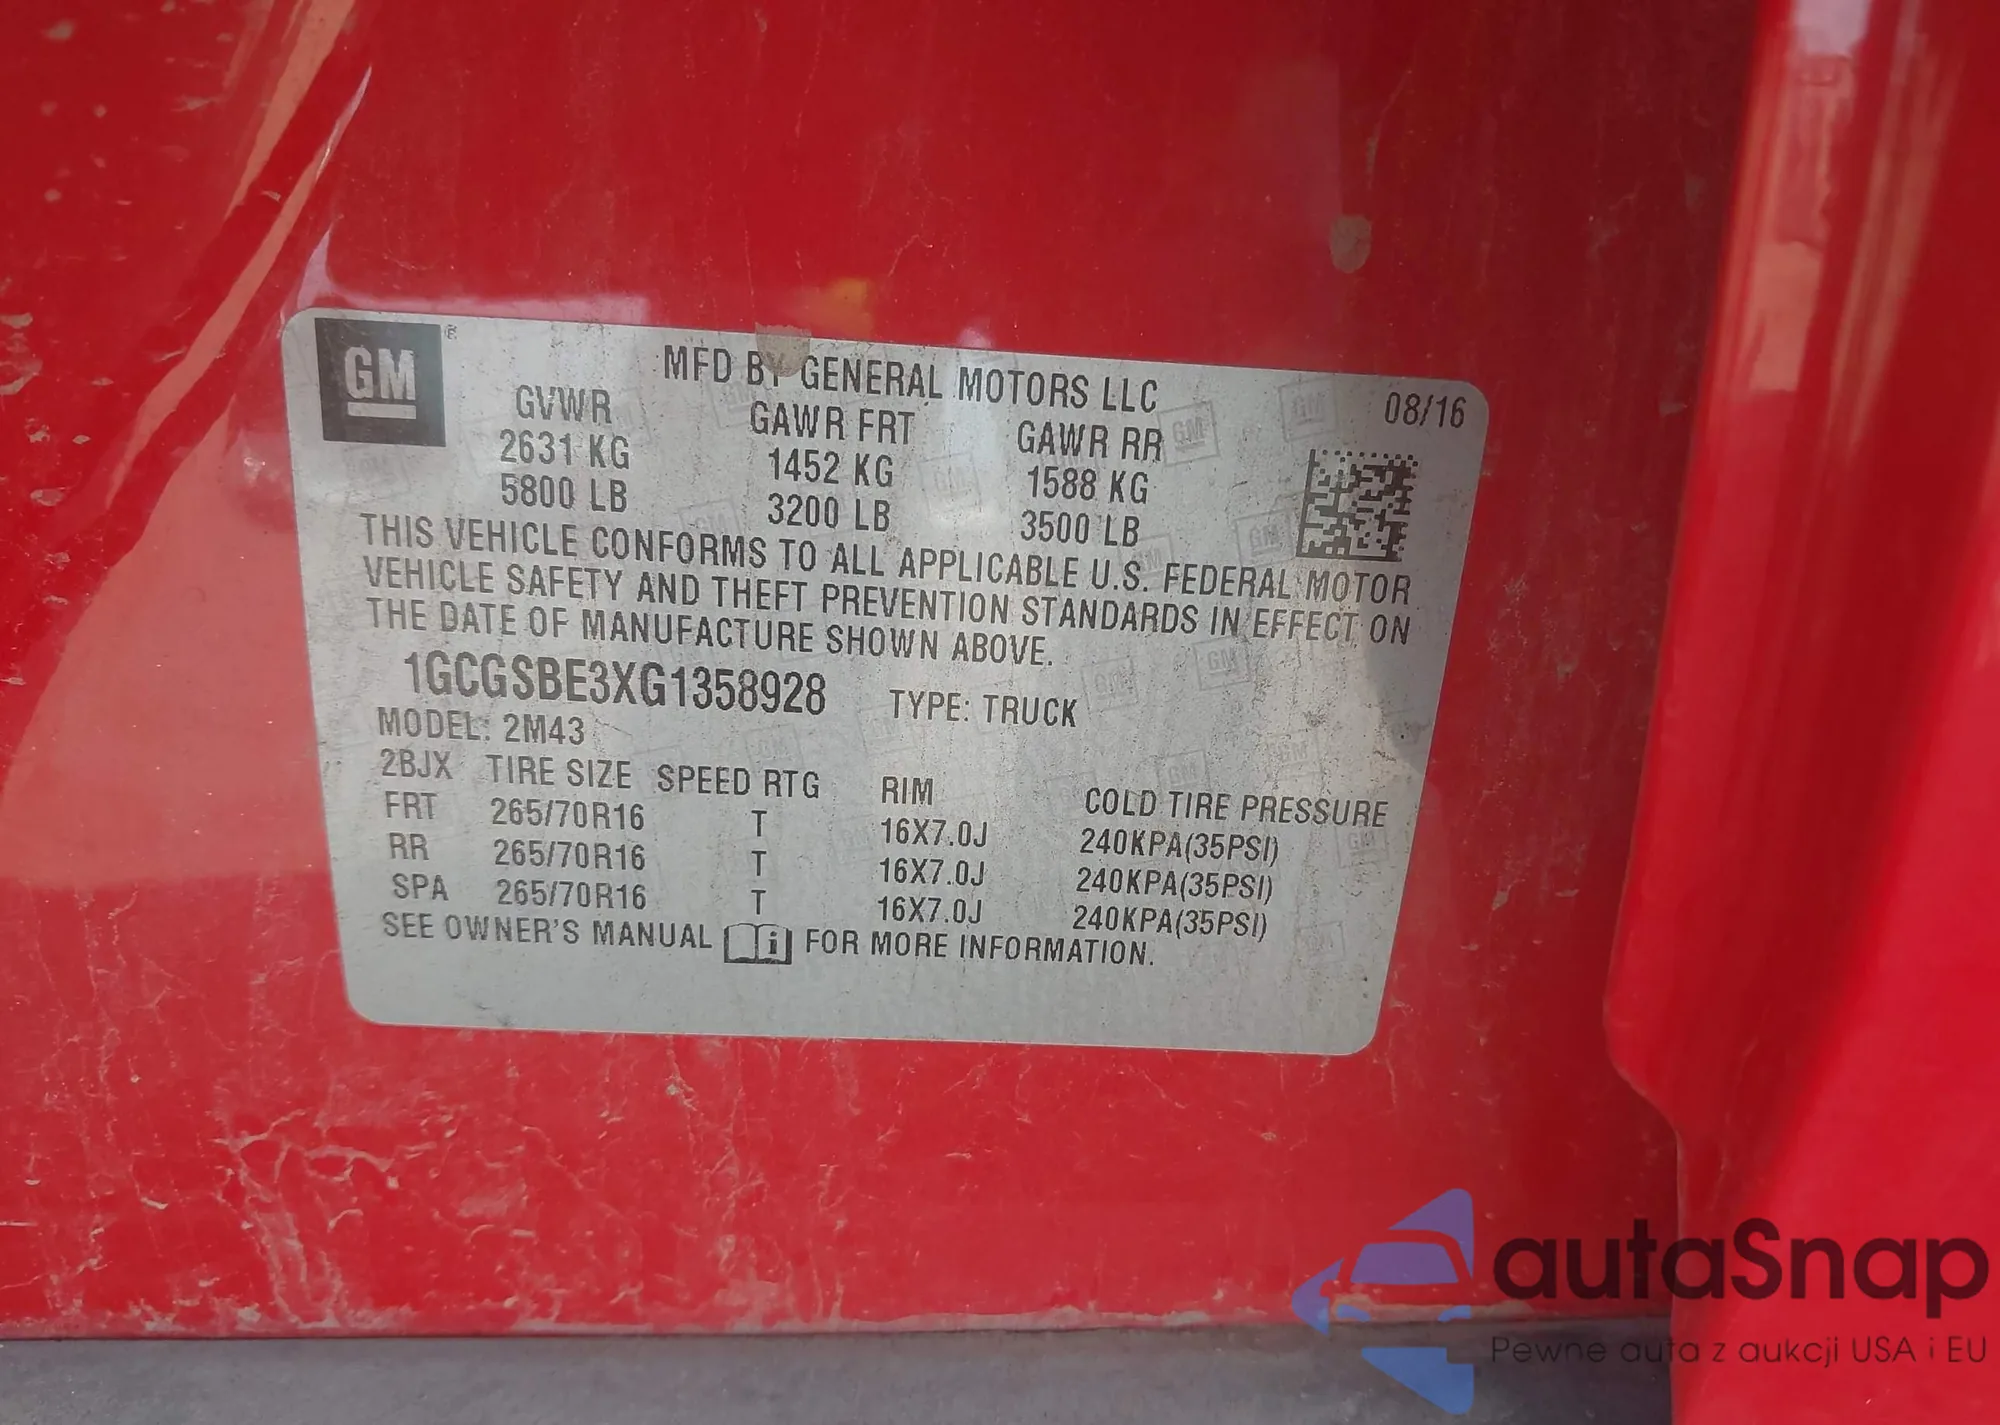 GM
MFD BY GENERAL MOTORS LLC 08/16
GVWR GAWR FRT GAWR RR
2631 KG 1452 KG 1588 KG
5800 LB 3200 LB 3500 LB
THIS VEHICLE CONFORMS TO ALL APPLICABLE U.S. FEDERAL MOTOR
VEHICLE SAFETY AND THEFT PREVENTION STANDARDS IN EFFECT ON
THE DATE OF MANUFACTURE SHOWN ABOVE.
1GCGSBE3XG1358928 TYPE: TRUCK
MODEL: 2M43
2BJX TIRE SIZE SPEED RTG RIM COLD TIRE PRESSURE
FRT 265/70R16 T 16X7.0J 240KPA(35PSI)
RR 265/70R16 T 16X7.0J 240KPA(35PSI)
SPA 265/70R16 T 16X7.0J 240KPA(35PSI)
SEE OWNER'S MANUAL i FOR MORE INFORMATION.
autaSnap
Pewne auta z aukcji USA i EU